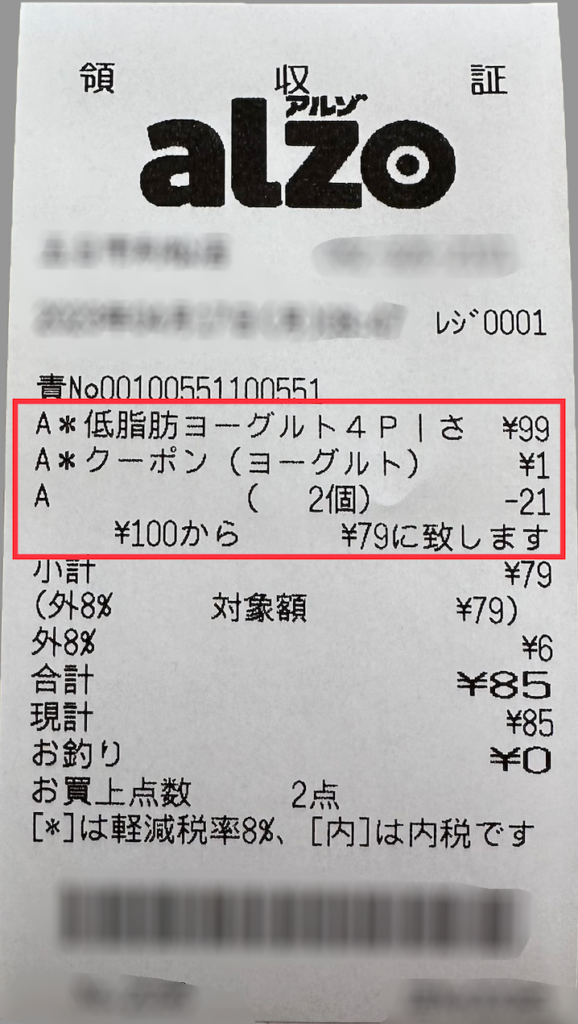 領 収 証
アルゾ
alzo
レジ0001
責No00100551100551
A*低脂肪ヨーグルト4P|さ ¥99
A*クーポン(ヨーグルト) ¥1
A ( 2個) -21
¥100から ¥79に致します
小計 ¥79
(外8% 対象額 ¥79)
外8% ¥6
合計 ¥85
現計 ¥85
お釣り ¥0
お買上点数 2点
[*]は軽減税率8%、[内]は内税です